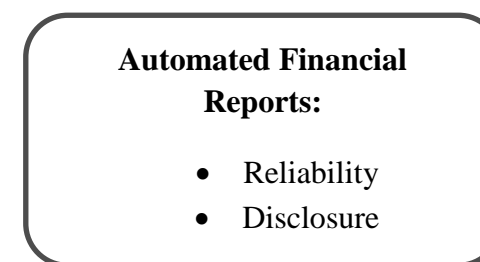 Automated Financial
Reports:
• Reliability
• Disclosure